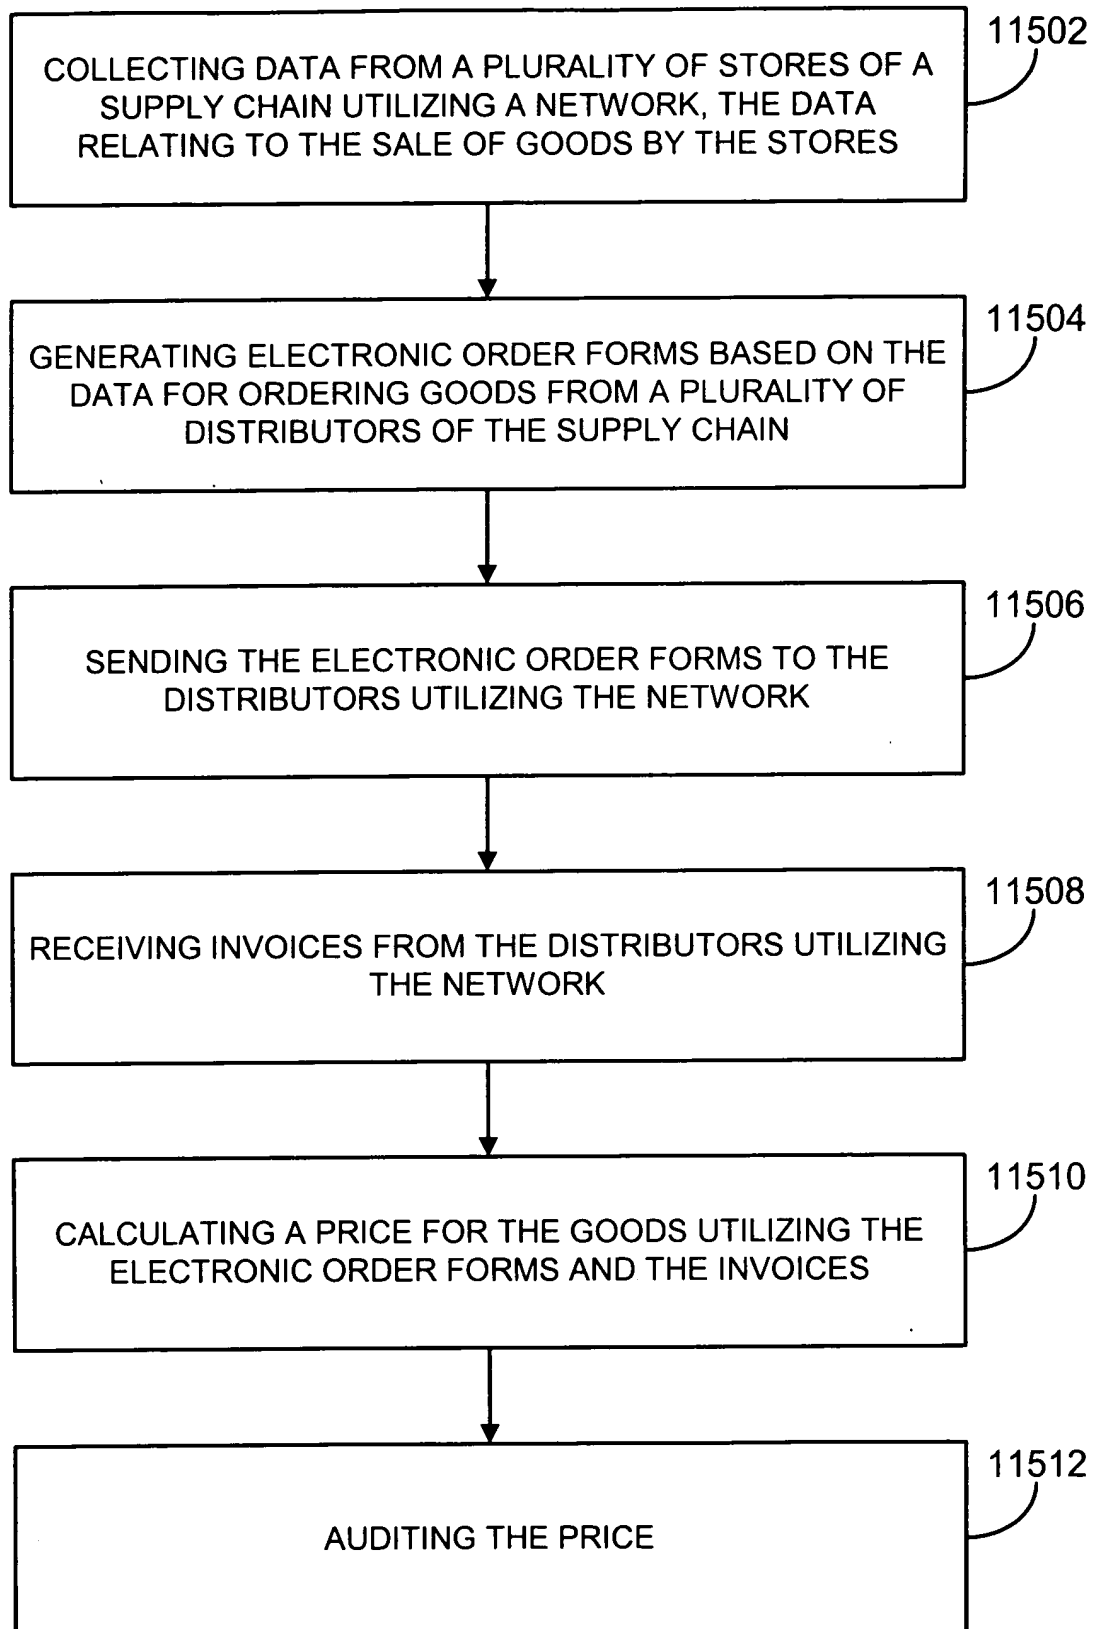 11502
COLLECTING DATA FROM A PLURALITY OF STORES OF A
SUPPLY CHAIN UTILIZING A NETWORK, THE DATA
RELATING TO THE SALE OF GOODS BY THE STORES
11504
GENERATING ELECTRONIC ORDER FORMS BASED ON THE
DATA FOR ORDERING GOODS FROM A PLURALITY OF
DISTRIBUTORS OF THE SUPPLY CHAIN
11506
SENDING THE ELECTRONIC ORDER FORMS TO THE
DISTRIBUTORS UTILIZING THE NETWORK
11508
RECEIVING INVOICES FROM THE DISTRIBUTORS UTILIZING
THE NETWORK
11510
CALCULATING A PRICE FOR THE GOODS UTILIZING THE
ELECTRONIC ORDER FORMS AND THE INVOICES
11512
AUDITING THE PRICE